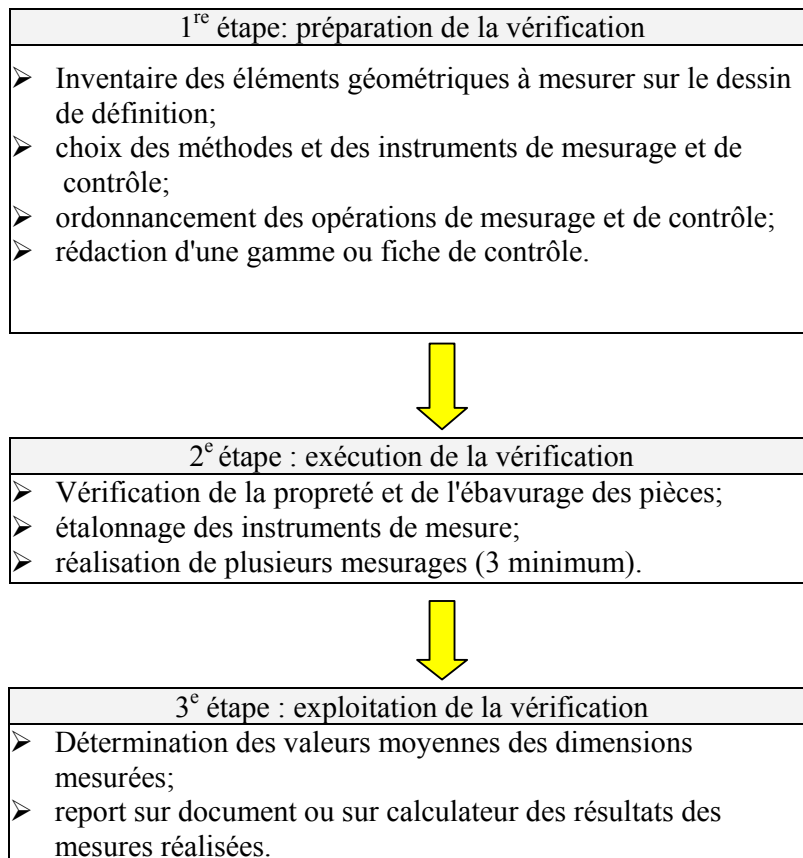 1re étape: préparation de la vérification
➢ Inventaire des éléments géométriques à mesurer sur le dessin
de définition;
➢ choix des méthodes et des instruments de mesurage et de
contrôle;
➢ ordonnancement des opérations de mesurage et de contrôle;
➢ rédaction d'une gamme ou fiche de contrôle.
2e étape : exécution de la vérification
➢ Vérification de la propreté et de l'ébavurage des pièces;
➢ étalonnage des instruments de mesure;
➢ réalisation de plusieurs mesurages (3 minimum).
3e étape : exploitation de la vérification
➢ Détermination des valeurs moyennes des dimensions
mesurées;
➢ report sur document ou sur calculateur des résultats des
mesures réalisées.